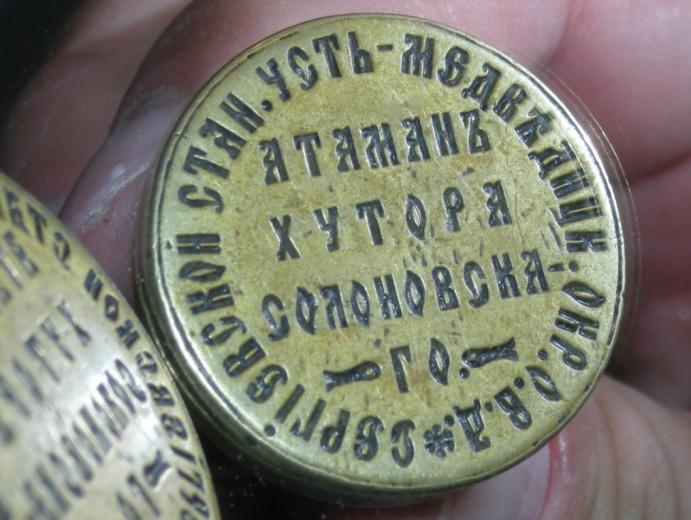 * СЕРГІЕВСКОЙ СТАН. УСТЬ-МЕДВѢДИЦК. ОКР. О.В.Д.
АТАМАНЪ
ХУТОРА
СОЛОНОВСКА-
ГО.